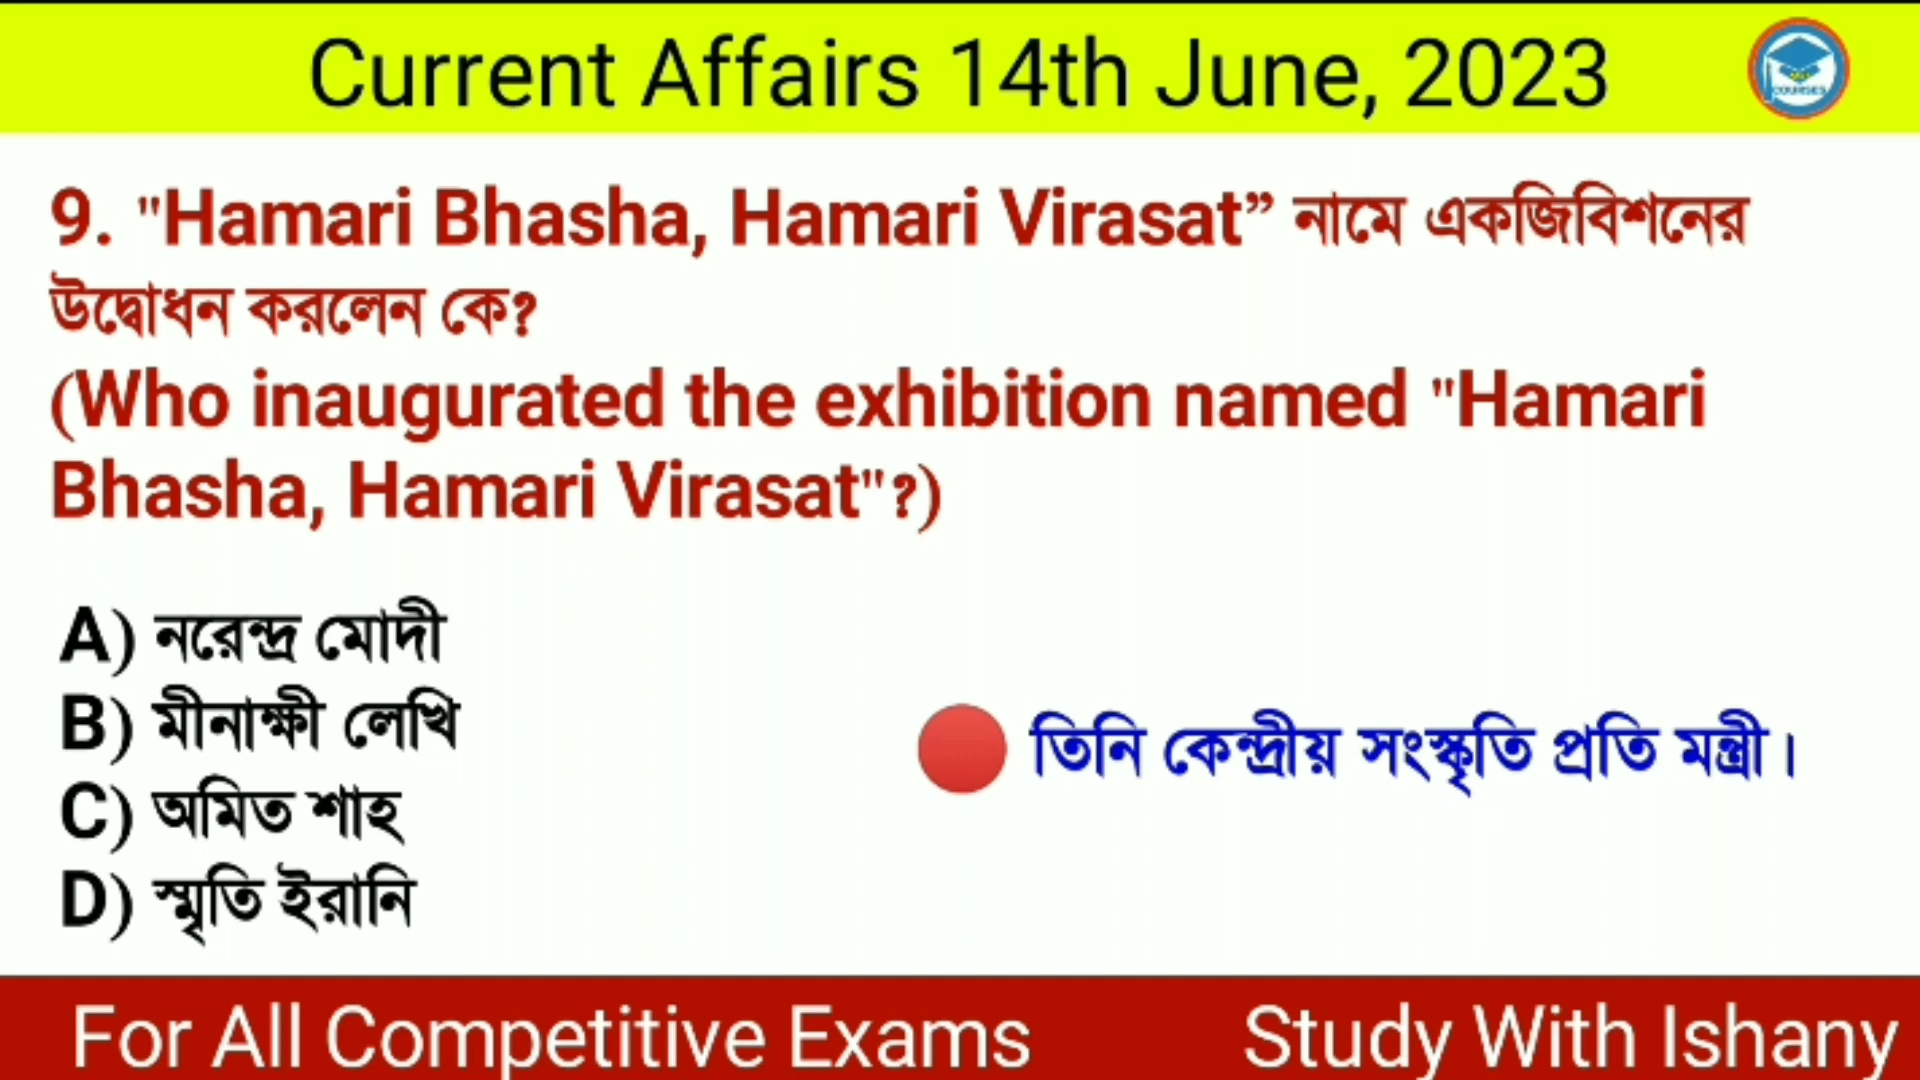 Current Affairs 14th June, 2023
COURSES
9. "Hamari Bhasha, Hamari Virasat” নামে একজিবিশনের
উদ্বোধন করলেন কে?
(Who inaugurated the exhibition named "Hamari
Bhasha, Hamari Virasat"?)
A) নরেন্দ্র মোদী
B) মীনাক্ষী লেখি
C) অমিত শাহ
D) স্মৃতি ইরানি
তিনি কেন্দ্রীয় সংস্কৃতি প্রতি মন্ত্রী।
For All Competitive Exams
Study With Ishany